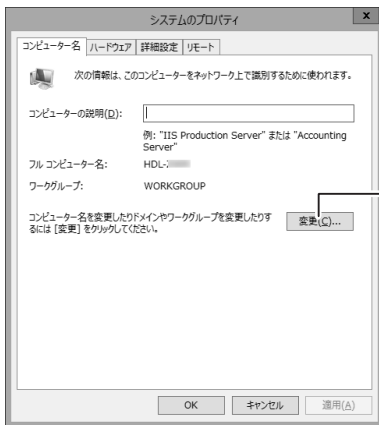 システムのプロパティ
x
コンピューター名 ハードウェア 詳細設定 リモート
次の情報は、このコンピューターをネットワーク上で識別するために使われます。
コンピューターの説明(D):
例: "IIS Production Server" または "Accounting
Server"
フル コンピューター名: HDL-
ワークグループ: WORKGROUP
コンピューター名を変更したりドメインやワークグループを変更したりす
るには [変更] をクリックしてください。
変更(C)...
OK キャンセル 適用(A)